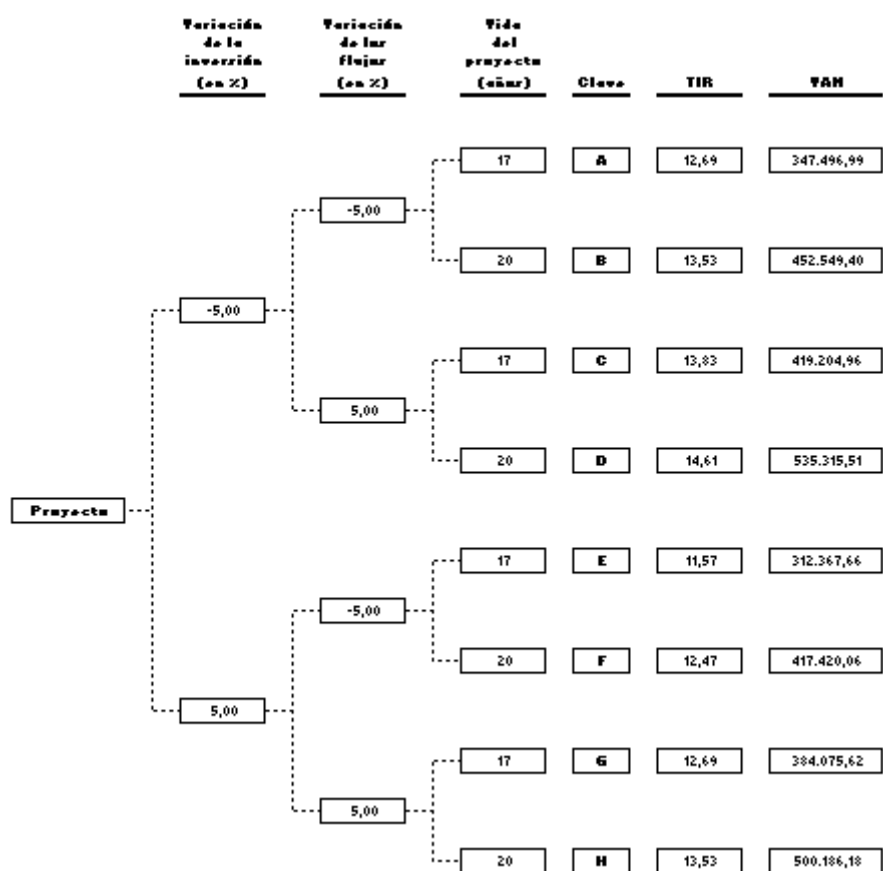 Variación de la inversión (en %)
Variación de los flujos (en %)
Vida del proyecto (años)
Clave
TIR
VAN
17 A 12,69 347.496,99
-5,00
20 B 13,53 452.549,40
-5,00
17 C 13,83 419.204,96
5,00
20 D 14,61 535.315,51
Proyecto
17 E 11,57 312.367,66
-5,00
20 F 12,47 417.420,06
5,00
17 G 12,69 384.075,62
5,00
20 H 13,53 500.186,18